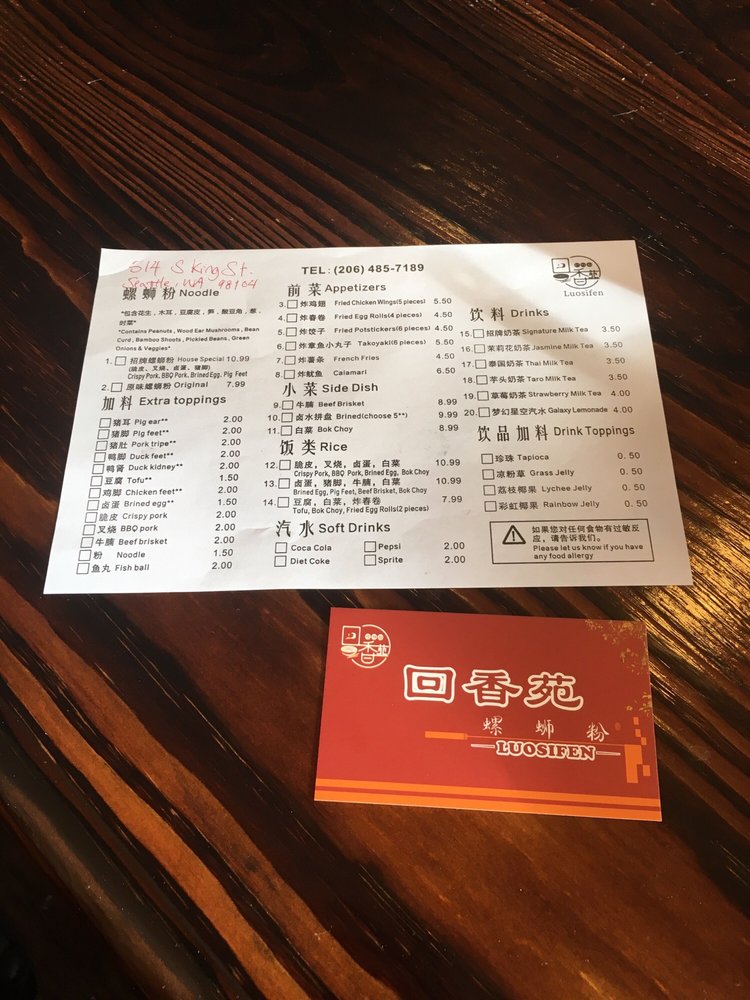 514 S King St.
Seattle, WA 98104
TEL: (206) 485-7189
Luosifen
螺蛳粉 Noodle
*包含花生，木耳，豆腐皮，笋，酸豆角，葱，
时菜*
*Contains Peanuts, Wood Ear Mushrooms, Bean
Curd, Bamboo Shoots, Pickled Beans, Green
Onions & Veggies*
1. 招牌螺蛳粉 House Special 10.99
(脆皮、叉烧、卤蛋、猪脚)
Crispy Pork, BBQ Pork, Brined Egg, Pig Feet
2. 原味螺蛳粉 Original 7.99
加料 Extra toppings
猪耳 Pig ear** 2.00
猪脚 Pig feet** 2.00
猪肚 Pork tripe** 2.00
鸭脚 Duck feet** 2.00
鸭肾 Duck kidney** 2.00
豆腐 Tofu** 1.50
鸡脚 Chicken feet** 2.00
卤蛋 Brined egg** 1.50
脆皮 Crispy pork 2.00
叉烧 BBQ pork 2.00
牛腩 Beef brisket 2.00
粉 Noodle 1.50
鱼丸 Fish ball 2.00
前菜 Appetizers
3. 炸鸡翅 Fried Chicken Wings(5 pieces) 5.50
4. 炸春卷 Fried Egg Rolls(4 pieces) 4.50
5. 炸饺子 Fried Potstickers(6 pieces) 4.50
6. 炸章鱼小丸子 Takoyaki(6 pieces) 5.50
7. 炸薯条 French Fries 4.50
8. 炸鱿鱼 Calamari 6.50
小菜 Side Dish
9. 牛腩 Beef Brisket 8.99
10. 卤水拼盘 Brined(choose 5**) 9.99
11. 白菜 Bok Choy 8.99
饭类 Rice
12. 脆皮，叉烧，卤蛋，白菜 10.99
Crispy Pork, BBQ Pork, Brined Egg, Bok Choy
13. 卤蛋，猪脚，牛腩，白菜 10.99
Brined Egg, Pig Feet, Beef Brisket, Bok Choy
14. 豆腐，白菜，炸春卷 7.99
Tofu, Bok Choy, Fried Egg Rolls(2 pieces)
汽水 Soft Drinks
Coca Cola Pepsi 2.00
Diet Coke Sprite 2.00
饮料 Drinks
15. 招牌奶茶 Signature Milk Tea 3.50
16. 茉莉花奶茶 Jasmine Milk Tea 3.50
17. 泰国奶茶 Thai Milk Tea 3.50
18. 芋头奶茶 Taro Milk Tea 3.50
19. 草莓奶茶 Strawberry Milk Tea 4.00
20. 梦幻星空汽水 Galaxy Lemonade 4.00
饮品加料 Drink Toppings
珍珠 Tapioca 0.50
凉粉草 Grass Jelly 0.50
荔枝椰果 Lychee Jelly 0.50
彩虹椰果 Rainbow Jelly 0.50
如果您对任何食物有过敏反
应，请告诉我们。
Please let us know if you have
any food allergy
回香苑
螺蛳粉
LUOSIFEN